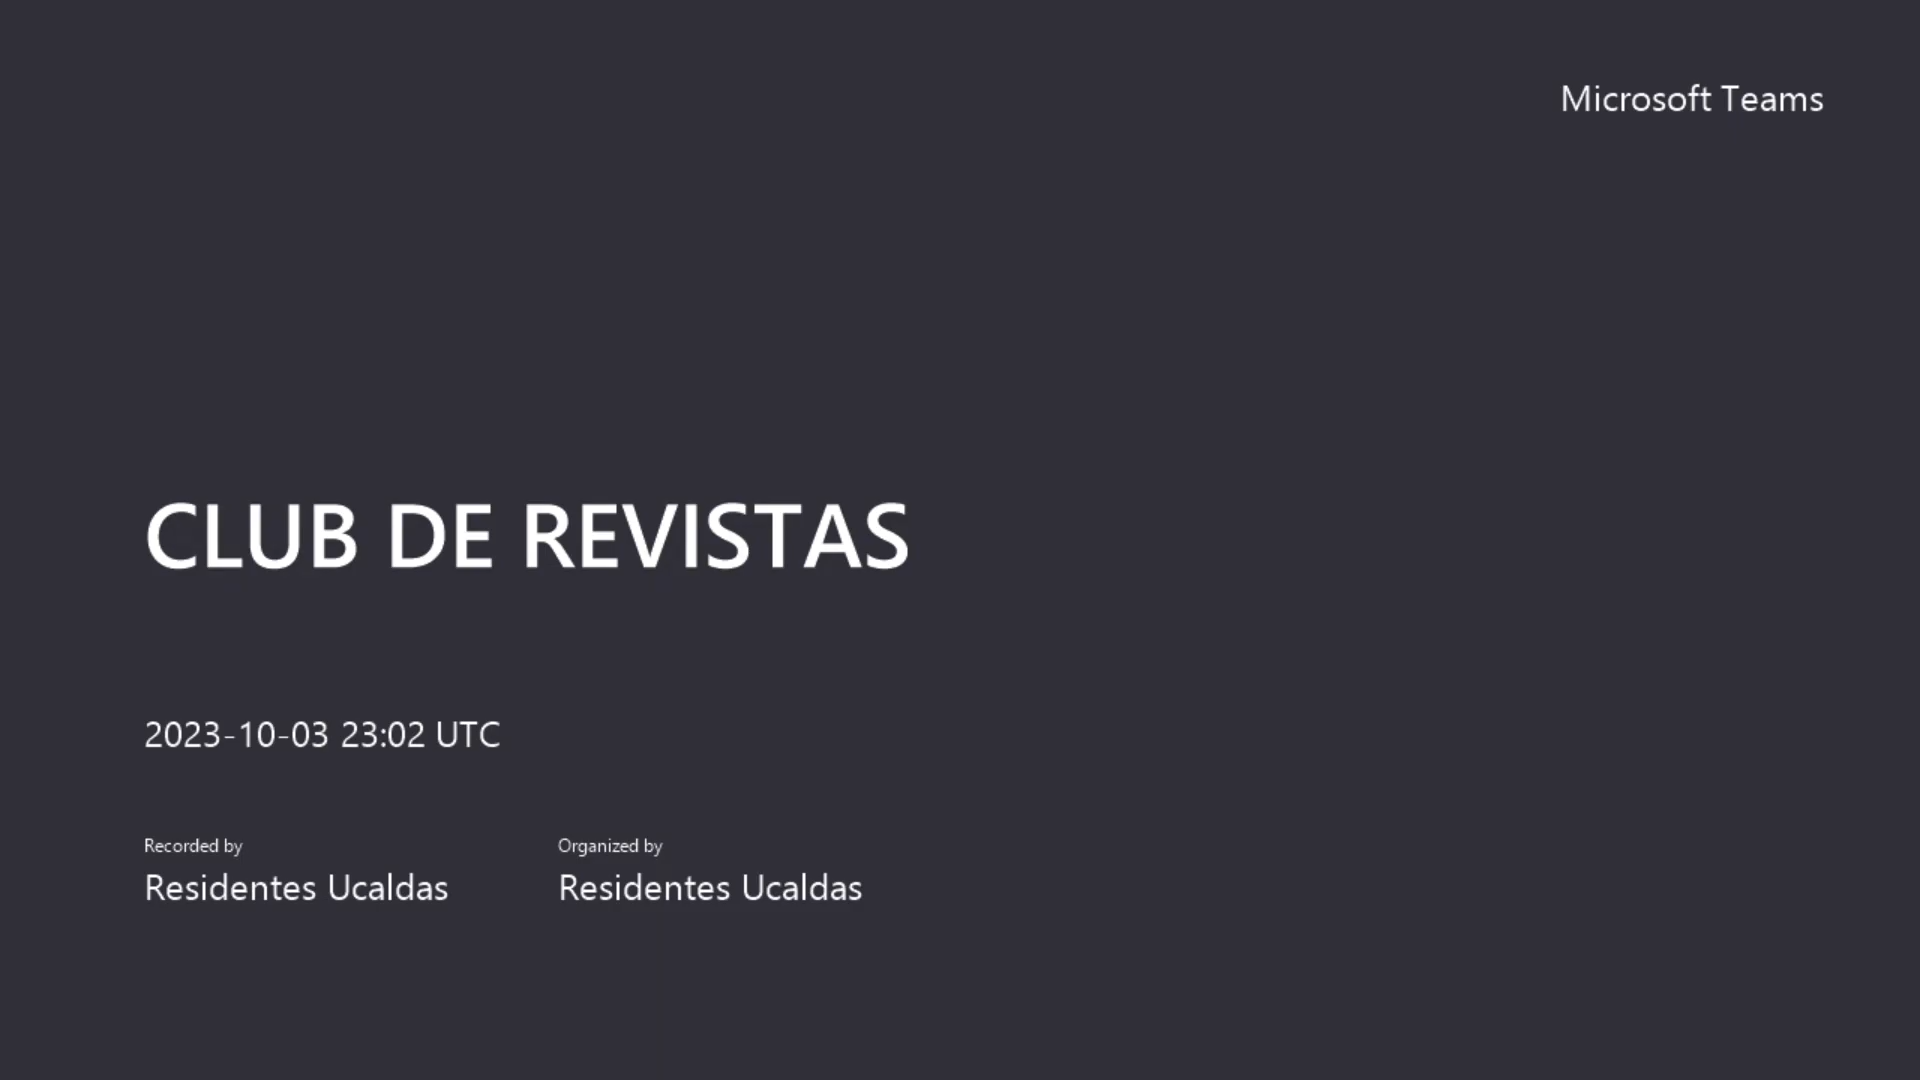 Microsoft Teams
CLUB DE REVISTAS
2023-10-03 23:02 UTC
Recorded by
Residentes Ucaldas
Organized by
Residentes Ucaldas